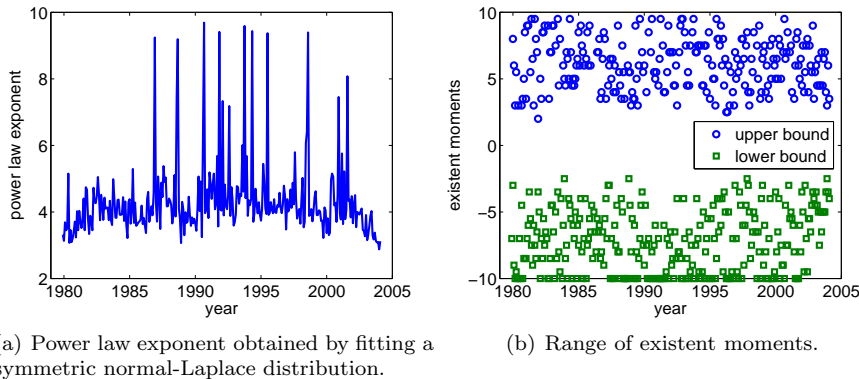 10
8
6
4
2
power law exponent
1980 1985 1990 1995 2000 2005
year
a) Power law exponent obtained by fitting a
symmetric normal-Laplace distribution.
10
5
0
−5
−10
existent moments
upper bound
lower bound
1980 1985 1990 1995 2000 2005
year
(b) Range of existent moments.